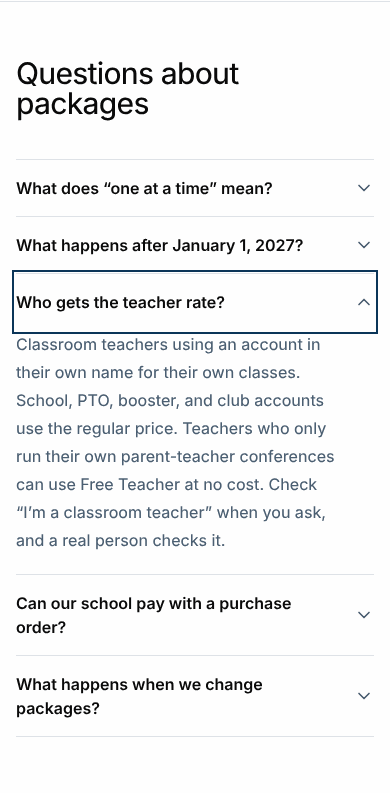 Questions about
packages
What does “one at a time” mean?
What happens after January 1, 2027?
Who gets the teacher rate?
Classroom teachers using an account in
their own name for their own classes.
School, PTO, booster, and club accounts
use the regular price. Teachers who only
run their own parent-teacher conferences
can use Free Teacher at no cost. Check
“I’m a classroom teacher” when you ask,
and a real person checks it.
Can our school pay with a purchase
order?
What happens when we change
packages?